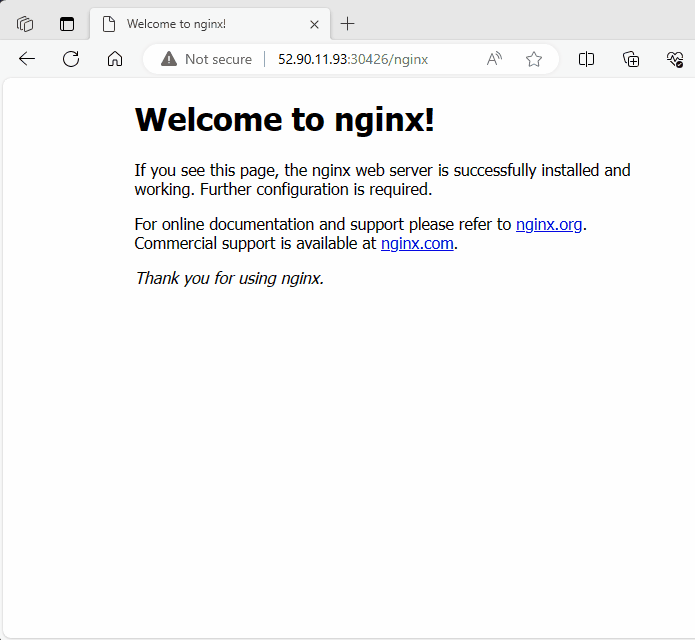 Welcome to nginx!
Not secure
52.90.11.93:30426/nginx
Welcome to nginx!
If you see this page, the nginx web server is successfully installed and
working. Further configuration is required.
For online documentation and support please refer to nginx.org.
Commercial support is available at nginx.com.
Thank you for using nginx.